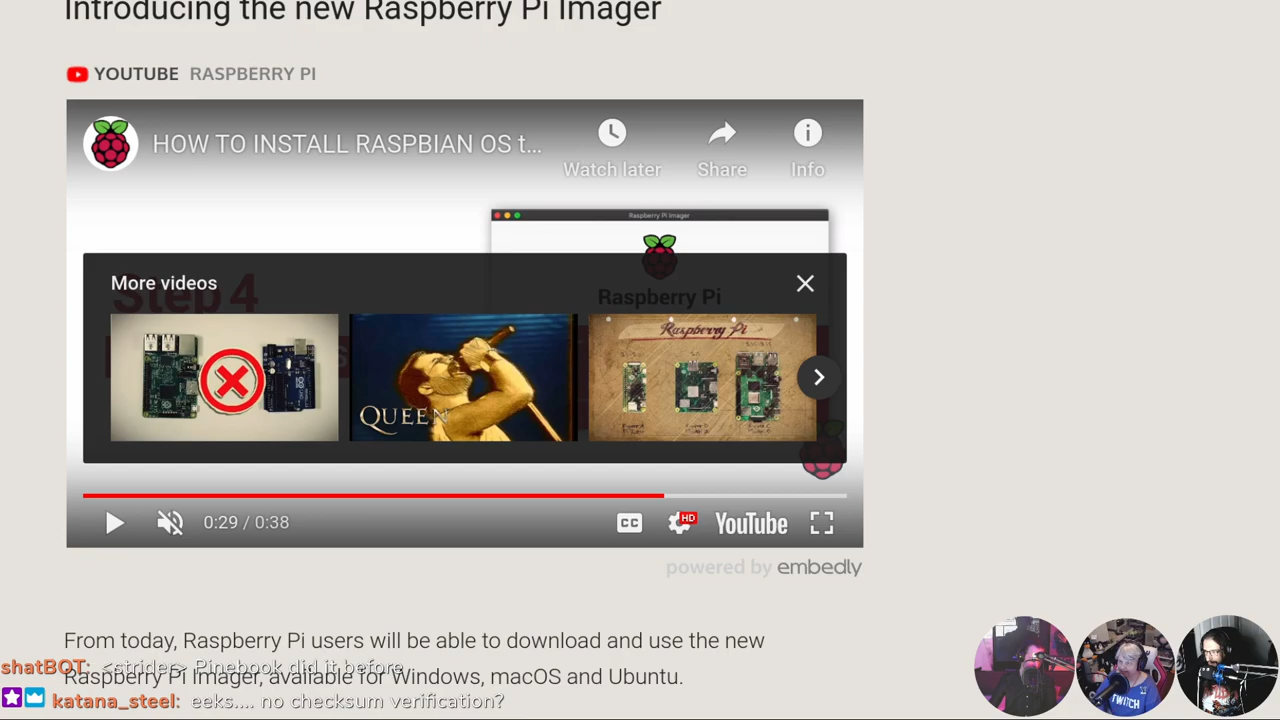 Introducing the new Raspberry Pi Imager
YOUTUBE RASPBERRY PI
HOW TO INSTALL RASPBIAN OS t...
Watch later
Share
Info
Raspberry Pi Imager
More videos
Step 4
Raspberry Pi
QUEEN
Raspberry Pi
0:29 / 0:38
CC
HD
YouTube
powered by embedly
From today, Raspberry Pi users will be able to download and use the new
shatBOT: <strider> Pinebook did it before
Raspberry Pi Imager, available for Windows, macOS and Ubuntu.
katana_steel: eeks.... no checksum verification?
TWITCH